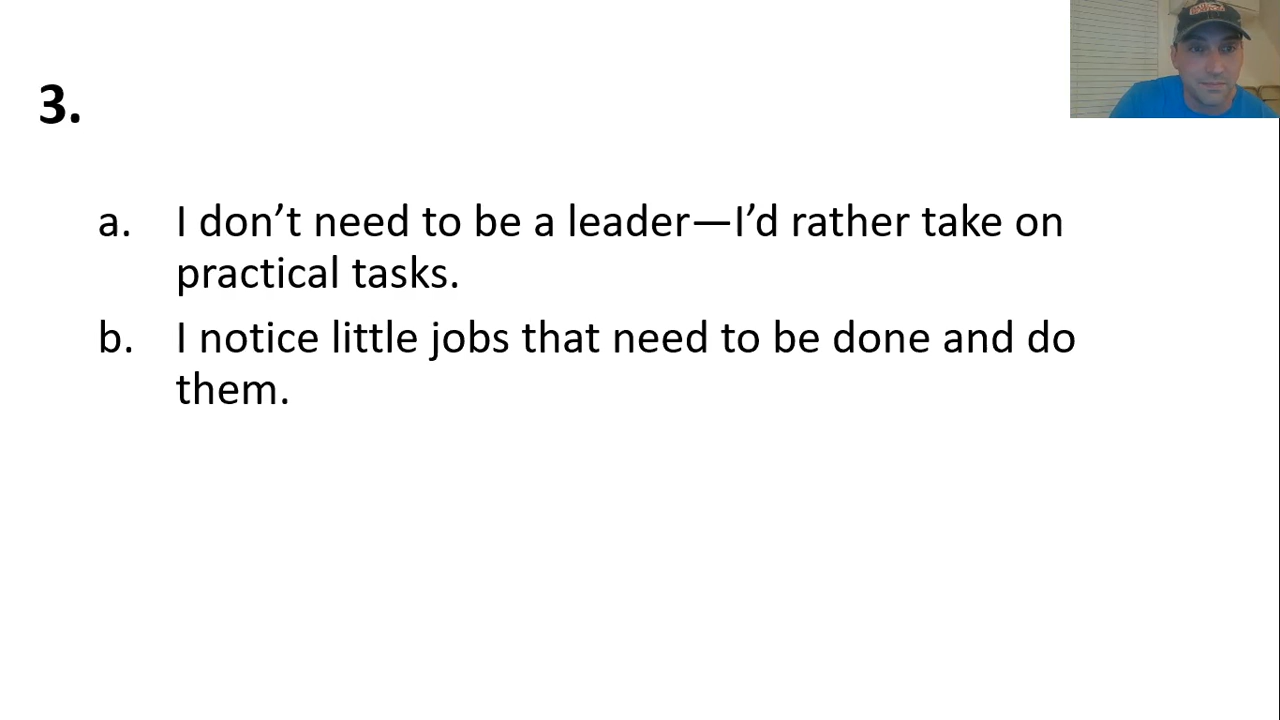 3.
a. I don’t need to be a leader—I’d rather take on
practical tasks.
b. I notice little jobs that need to be done and do
them.